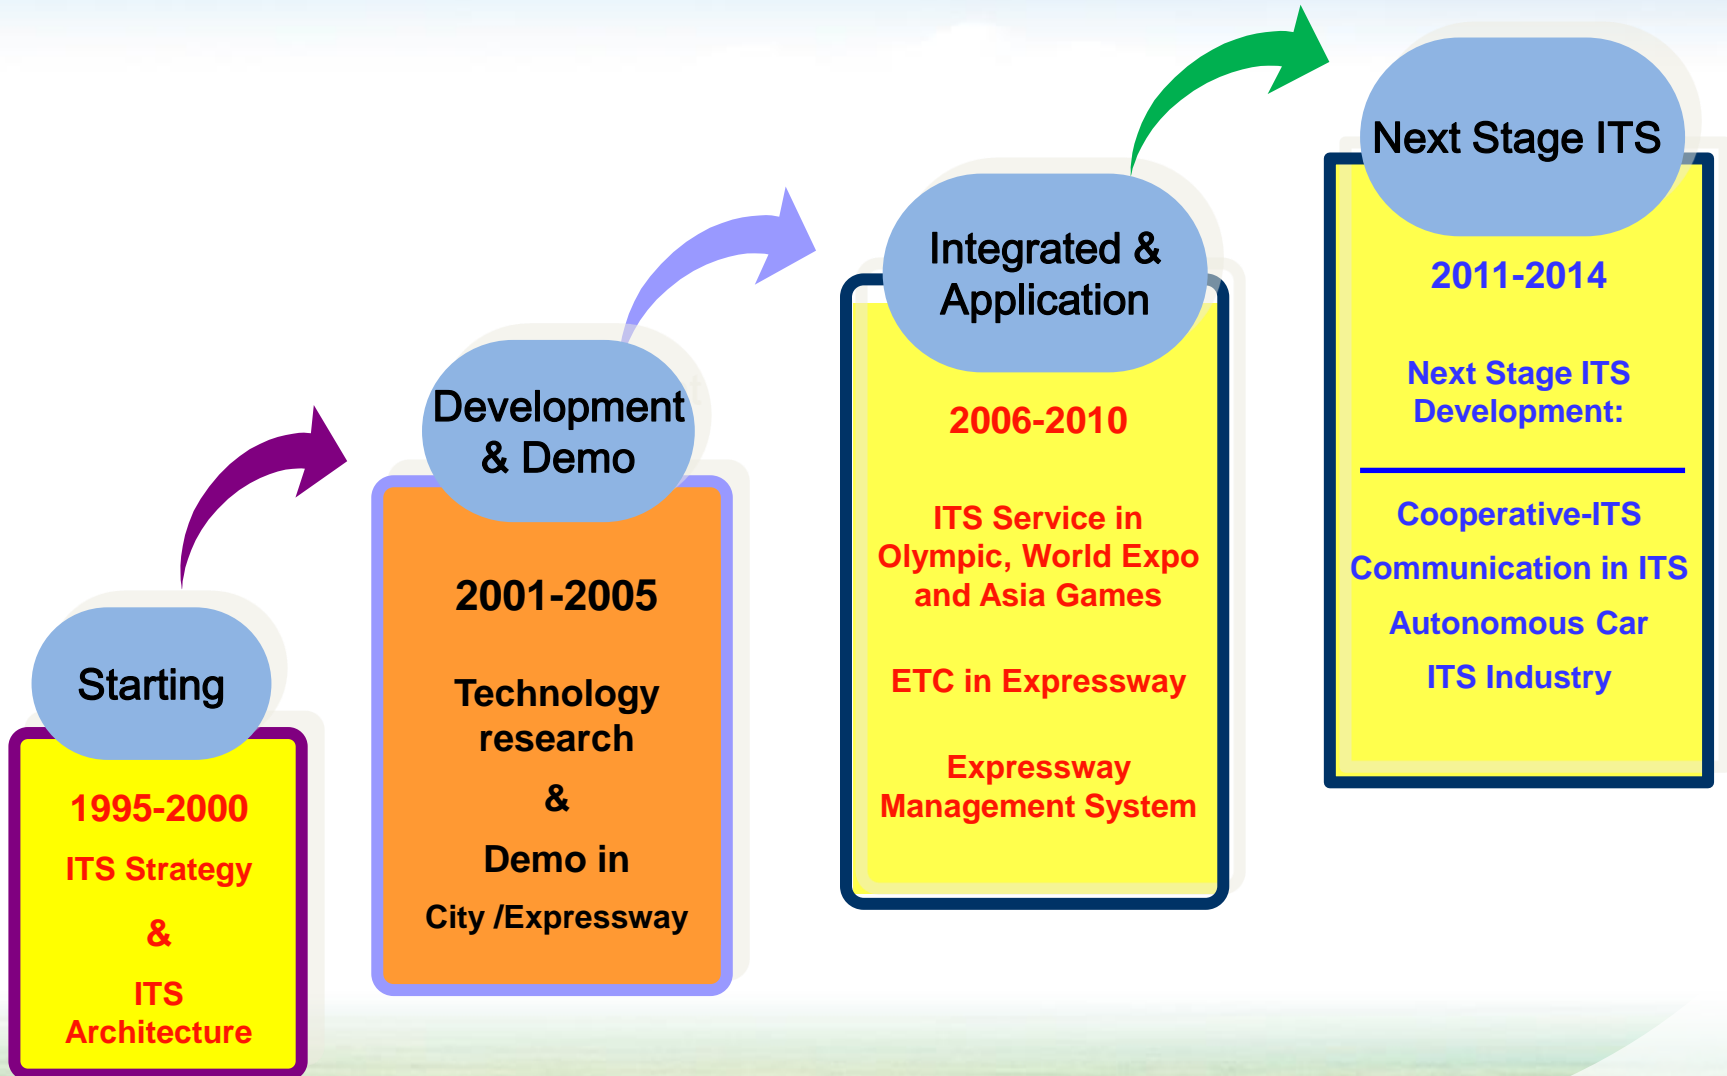 Starting
1995-2000
ITS Strategy
&
ITS
Architecture
Development
& Demo
2001-2005
Technology
research
&
Demo in
City /Expressway
Integrated &
Application
2006-2010
ITS Service in
Olympic, World Expo
and Asia Games
ETC in Expressway
Expressway
Management System
Next Stage ITS
2011-2014
Next Stage ITS
Development:
Cooperative-ITS
Communication in ITS
Autonomous Car
ITS Industry